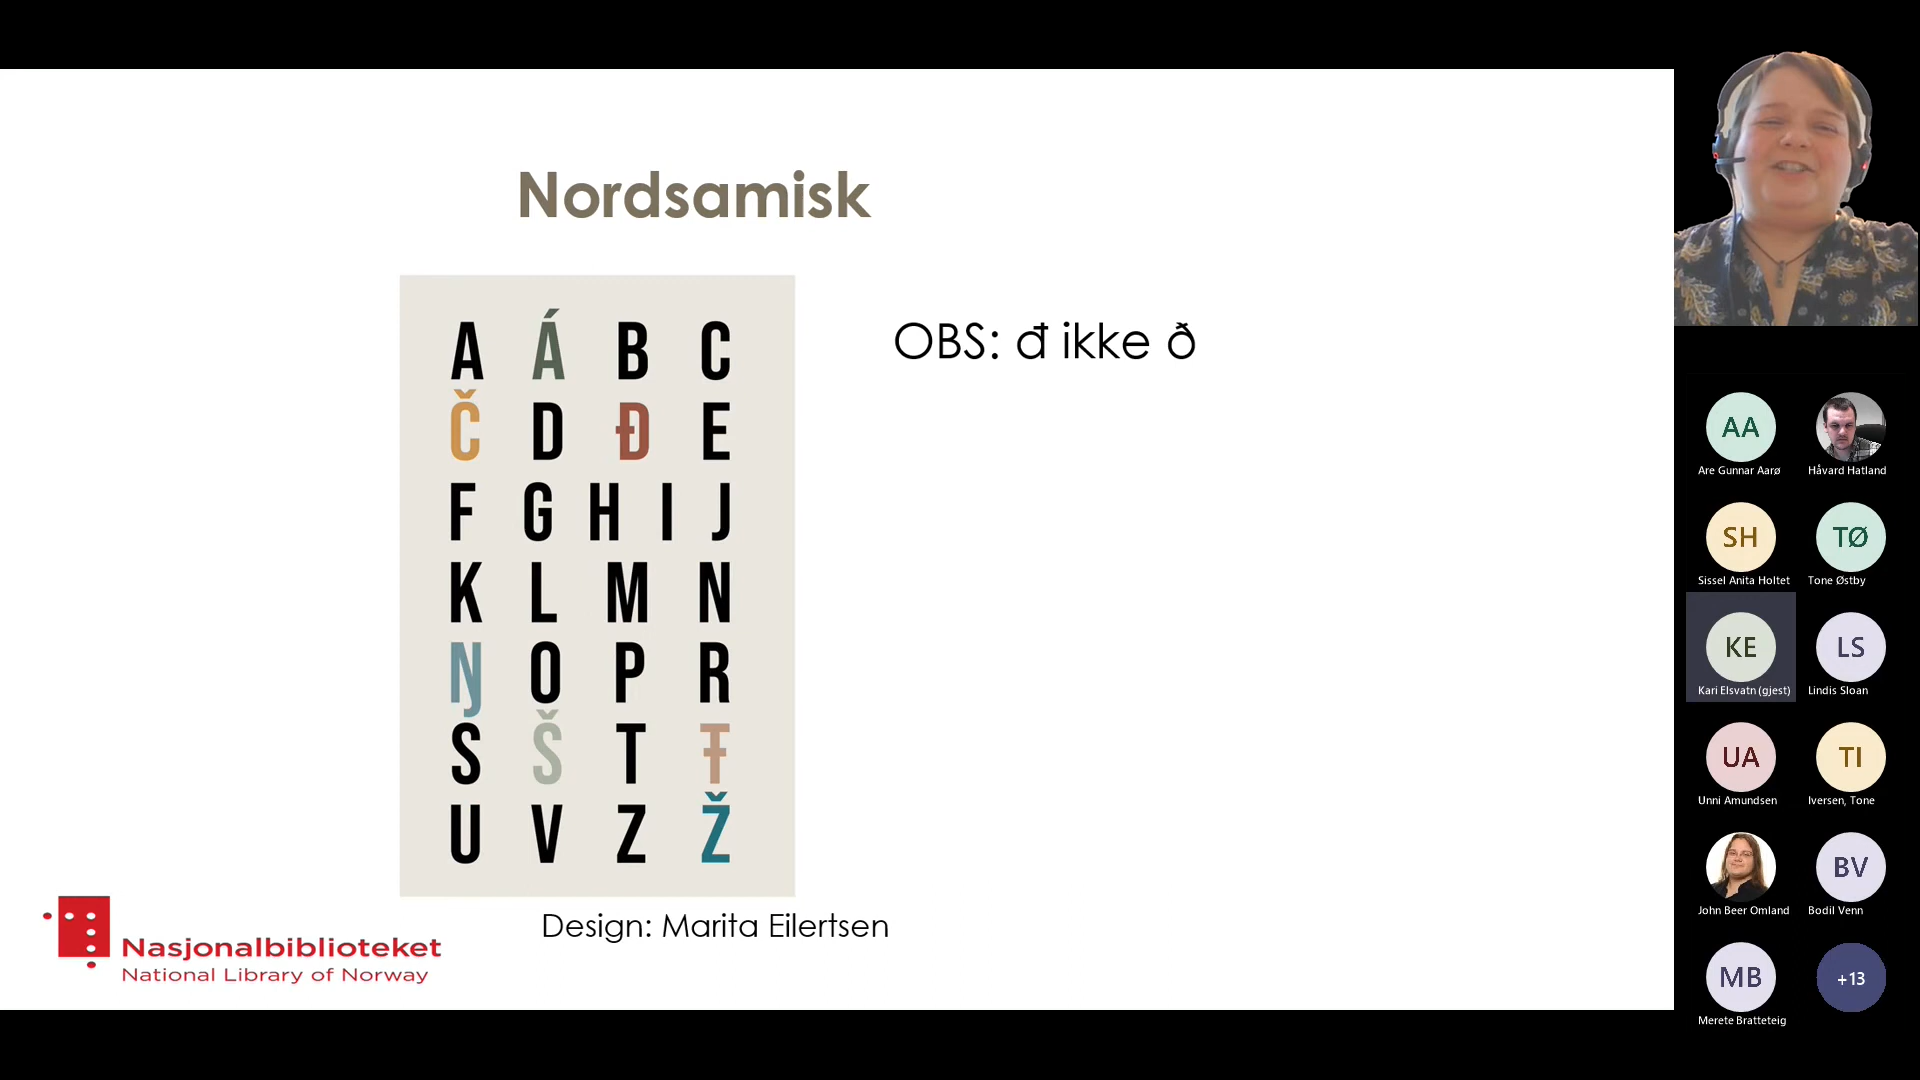 Nordsamisk
A Á B C
Č D Đ E
F G H I J
K L M N
Ŋ O P R
S Š T Ŧ
U V Z Ž
OBS: đ ikke ð
Design: Marita Eilertsen
Nasjonalbiblioteket
National Library of Norway
AA
Are Gunnar Aarø
Håvard Hatland
SH
Sissel Anita Holtet
TØ
Tone Østby
KE
Kari Elsvatn (gjest)
LS
Lindis Sloan
UA
Unni Amundsen
TI
Iversen, Tone
John Beer Omland
BV
Bodil Venn
MB
Merete Bratteteig
+13